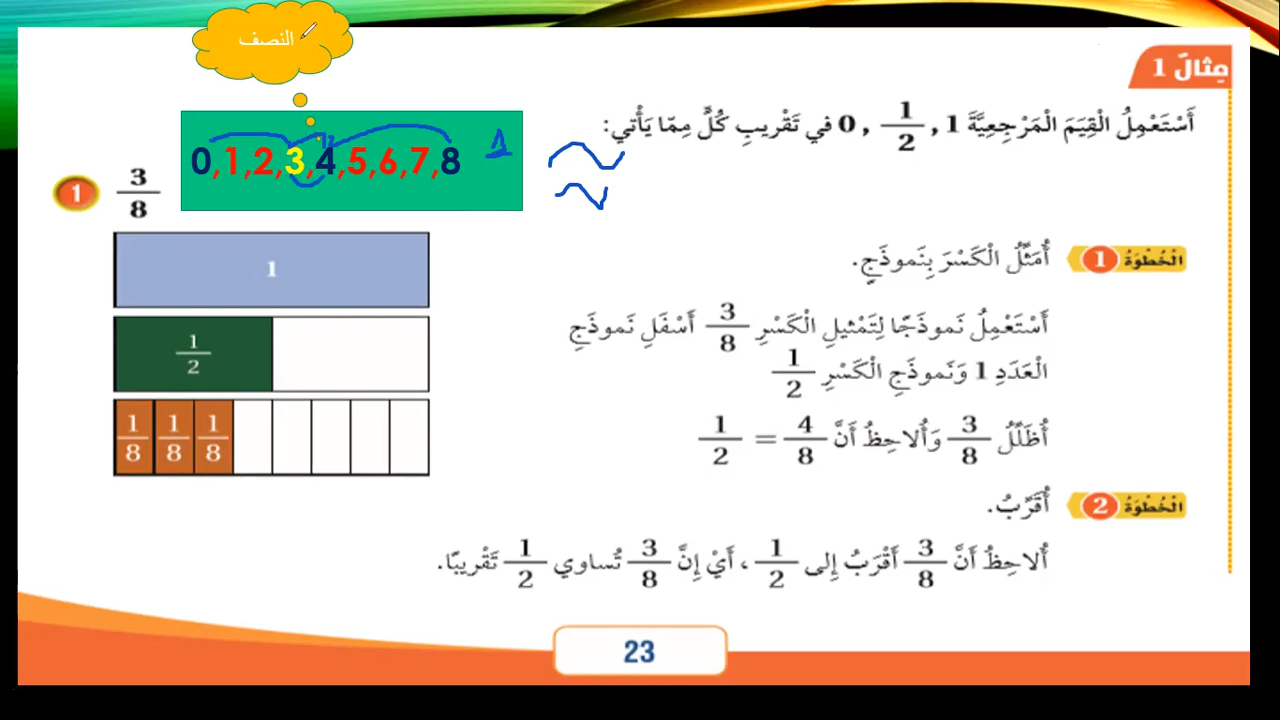 النصف
مِثالٌ 1
أَسْتَعْمِلُ الْقِيَمَ الْمَرْجِعِيَّةَ 1 , 1/2 , 0 في تَقْريبِ كُلٍّ مِمّا يَأْتي:
0,1,2,3,4,5,6,7,8 1
1 3/8
1
1/2
1/8 1/8 1/8
الْخُطْوَةُ 1 أُمَثِّلُ الْكَسْرَ بِنَموذَجٍ.
أَسْتَعْمِلُ نَموذَجًا لِتَمْثيلِ الْكَسْرِ 3/8 أَسْفَلِ نَموذَجِ
الْعَدَدِ 1 وَنَموذَجِ الْكَسْرِ 1/2
أُظَلِّلُ 3/8 وَأُلاحِظُ أَنَّ 4/8 = 1/2
الْخُطْوَةُ 2 أُقَرِّبُ.
أُلاحِظُ أَنَّ 3/8 أَقْرَبُ إِلى 1/2 ، أَيْ إِنَّ 3/8 تُساوي 1/2 تَقْريبًا.
23